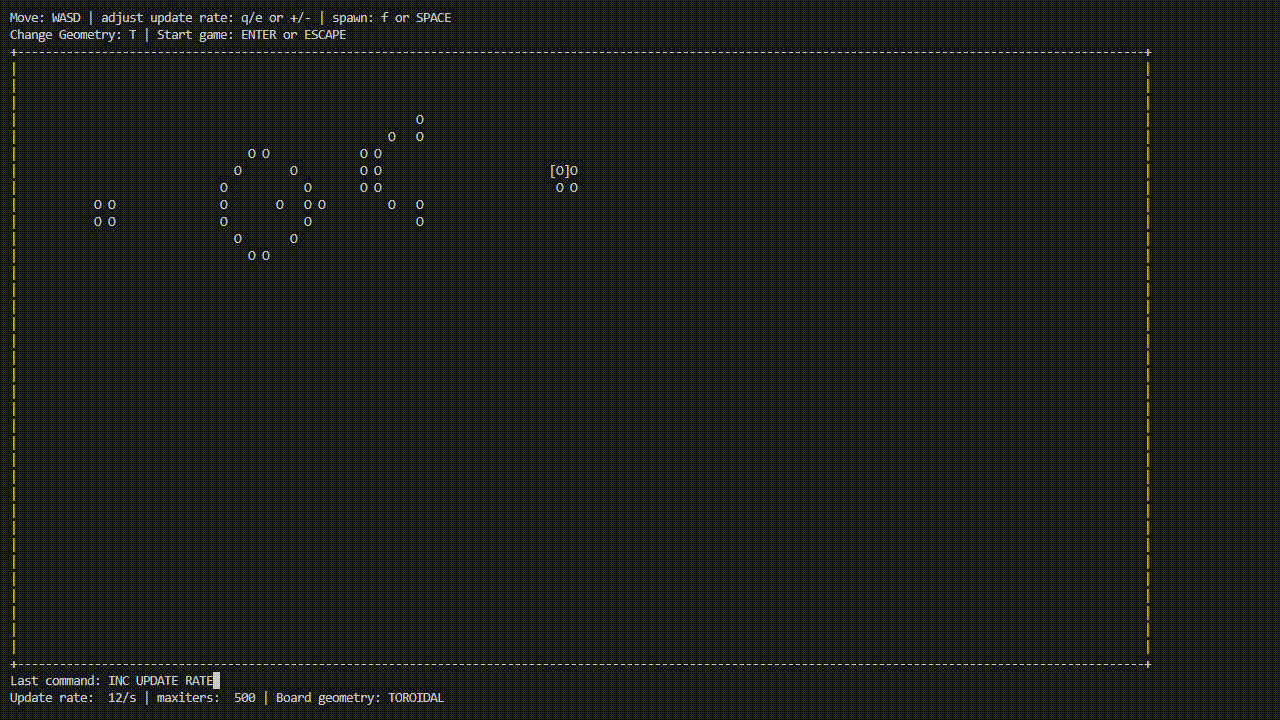 Move: WASD | adjust update rate: q/e or +/- | spawn: f or SPACE
Change Geometry: T | Start game: ENTER or ESCAPE
O
O O
O O O O
O O O O [O]O
O O O O O O
O O O O O O O O
O O O O O
O O
O O
Last command: INC UPDATE RATE
Update rate: 12/s | maxiters: 500 | Board geometry: TOROIDAL